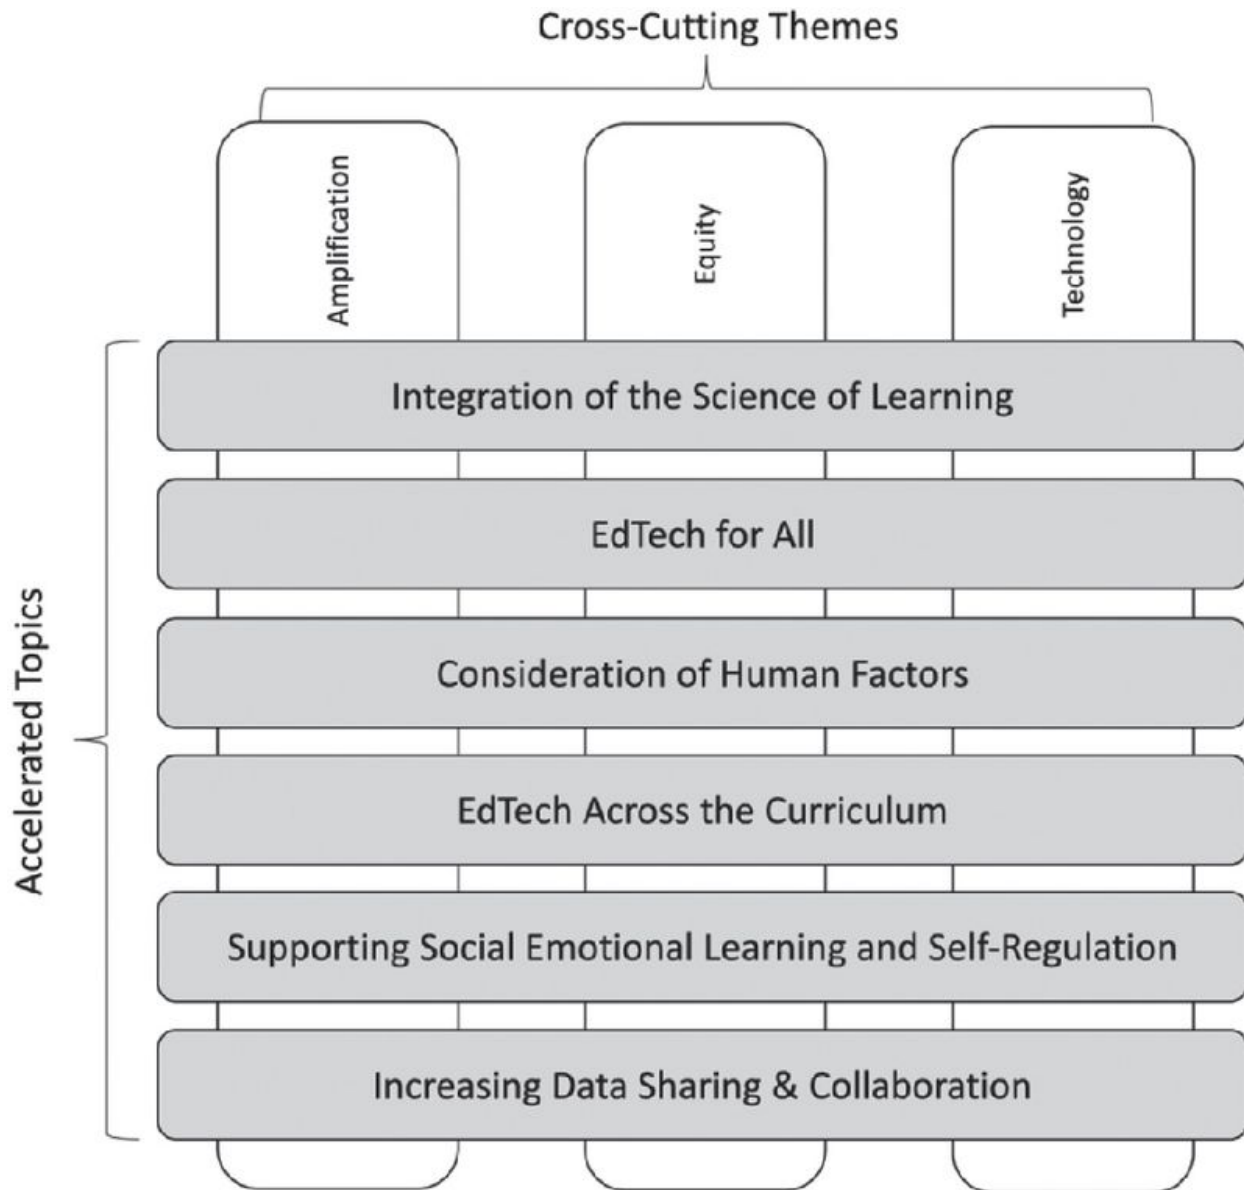 Cross-Cutting Themes
Amplification
Equity
Technology
Accelerated Topics
Integration of the Science of Learning
EdTech for All
Consideration of Human Factors
EdTech Across the Curriculum
Supporting Social Emotional Learning and Self-Regulation
Increasing Data Sharing & Collaboration